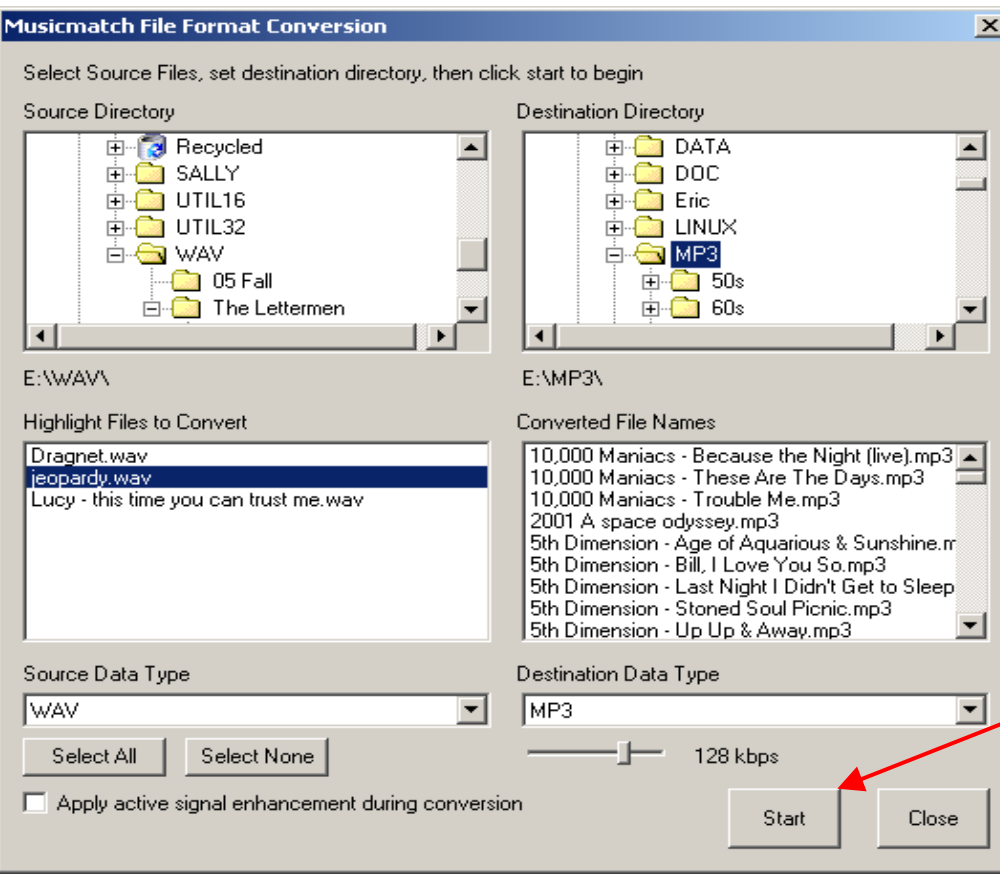 Musicmatch File Format Conversion
Select Source Files, set destination directory, then click start to begin
Source Directory
Recycled
SALLY
UTIL16
UTIL32
WAV
05 Fall
The Lettermen
E:\WAV\
Destination Directory
DATA
DOC
Eric
LINUX
MP3
50s
60s
E:\MP3\
Highlight Files to Convert
Dragnet.wav
jeopardy.wav
Lucy - this time you can trust me.wav
Converted File Names
10,000 Maniacs - Because the Night (live).mp3
10,000 Maniacs - These Are The Days.mp3
10,000 Maniacs - Trouble Me.mp3
2001 A space odyssey.mp3
5th Dimension - Age of Aquarious & Sunshine.m
5th Dimension - Bill, I Love You So.mp3
5th Dimension - Last Night I Didn't Get to Sleep
5th Dimension - Stoned Soul Picnic.mp3
5th Dimension - Up Up & Away.mp3
Source Data Type
WAV
Select All
Select None
Apply active signal enhancement during conversion
Destination Data Type
MP3
128 kbps
Start
Close